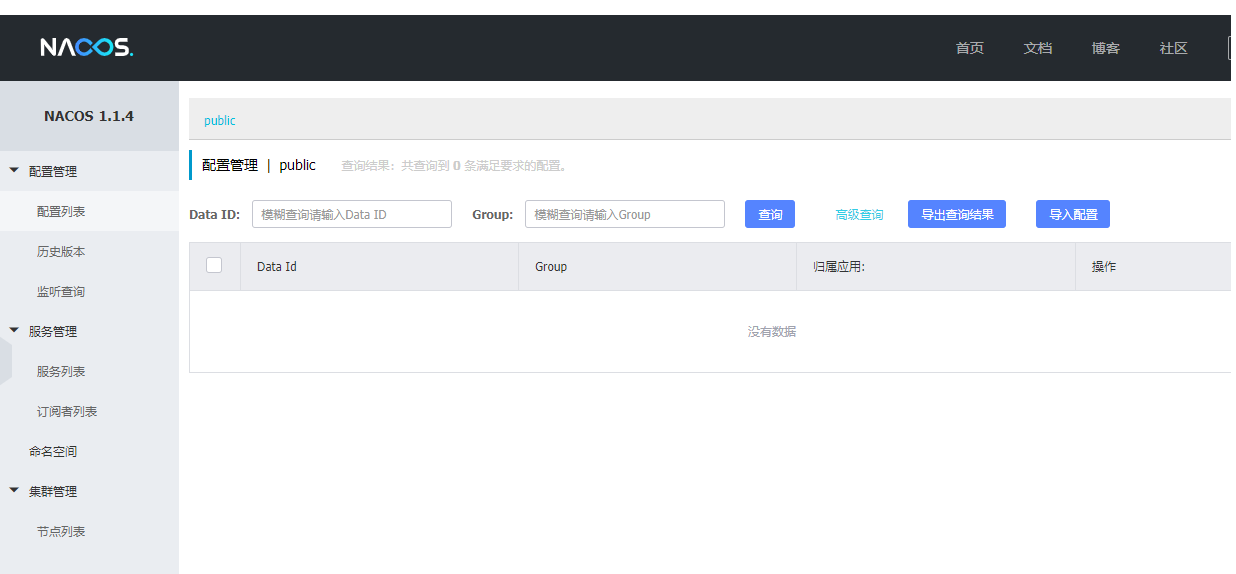 NACOS.
首页 文档 博客 社区
NACOS 1.1.4
配置管理
配置列表
历史版本
监听查询
服务管理
服务列表
订阅者列表
命名空间
集群管理
节点列表
public
配置管理 | public 查询结果：共查询到 0 条满足要求的配置。
Data ID: 模糊查询请输入Data ID Group: 模糊查询请输入Group 查询 高级查询 导出查询结果 导入配置
Data Id Group 归属应用: 操作
没有数据